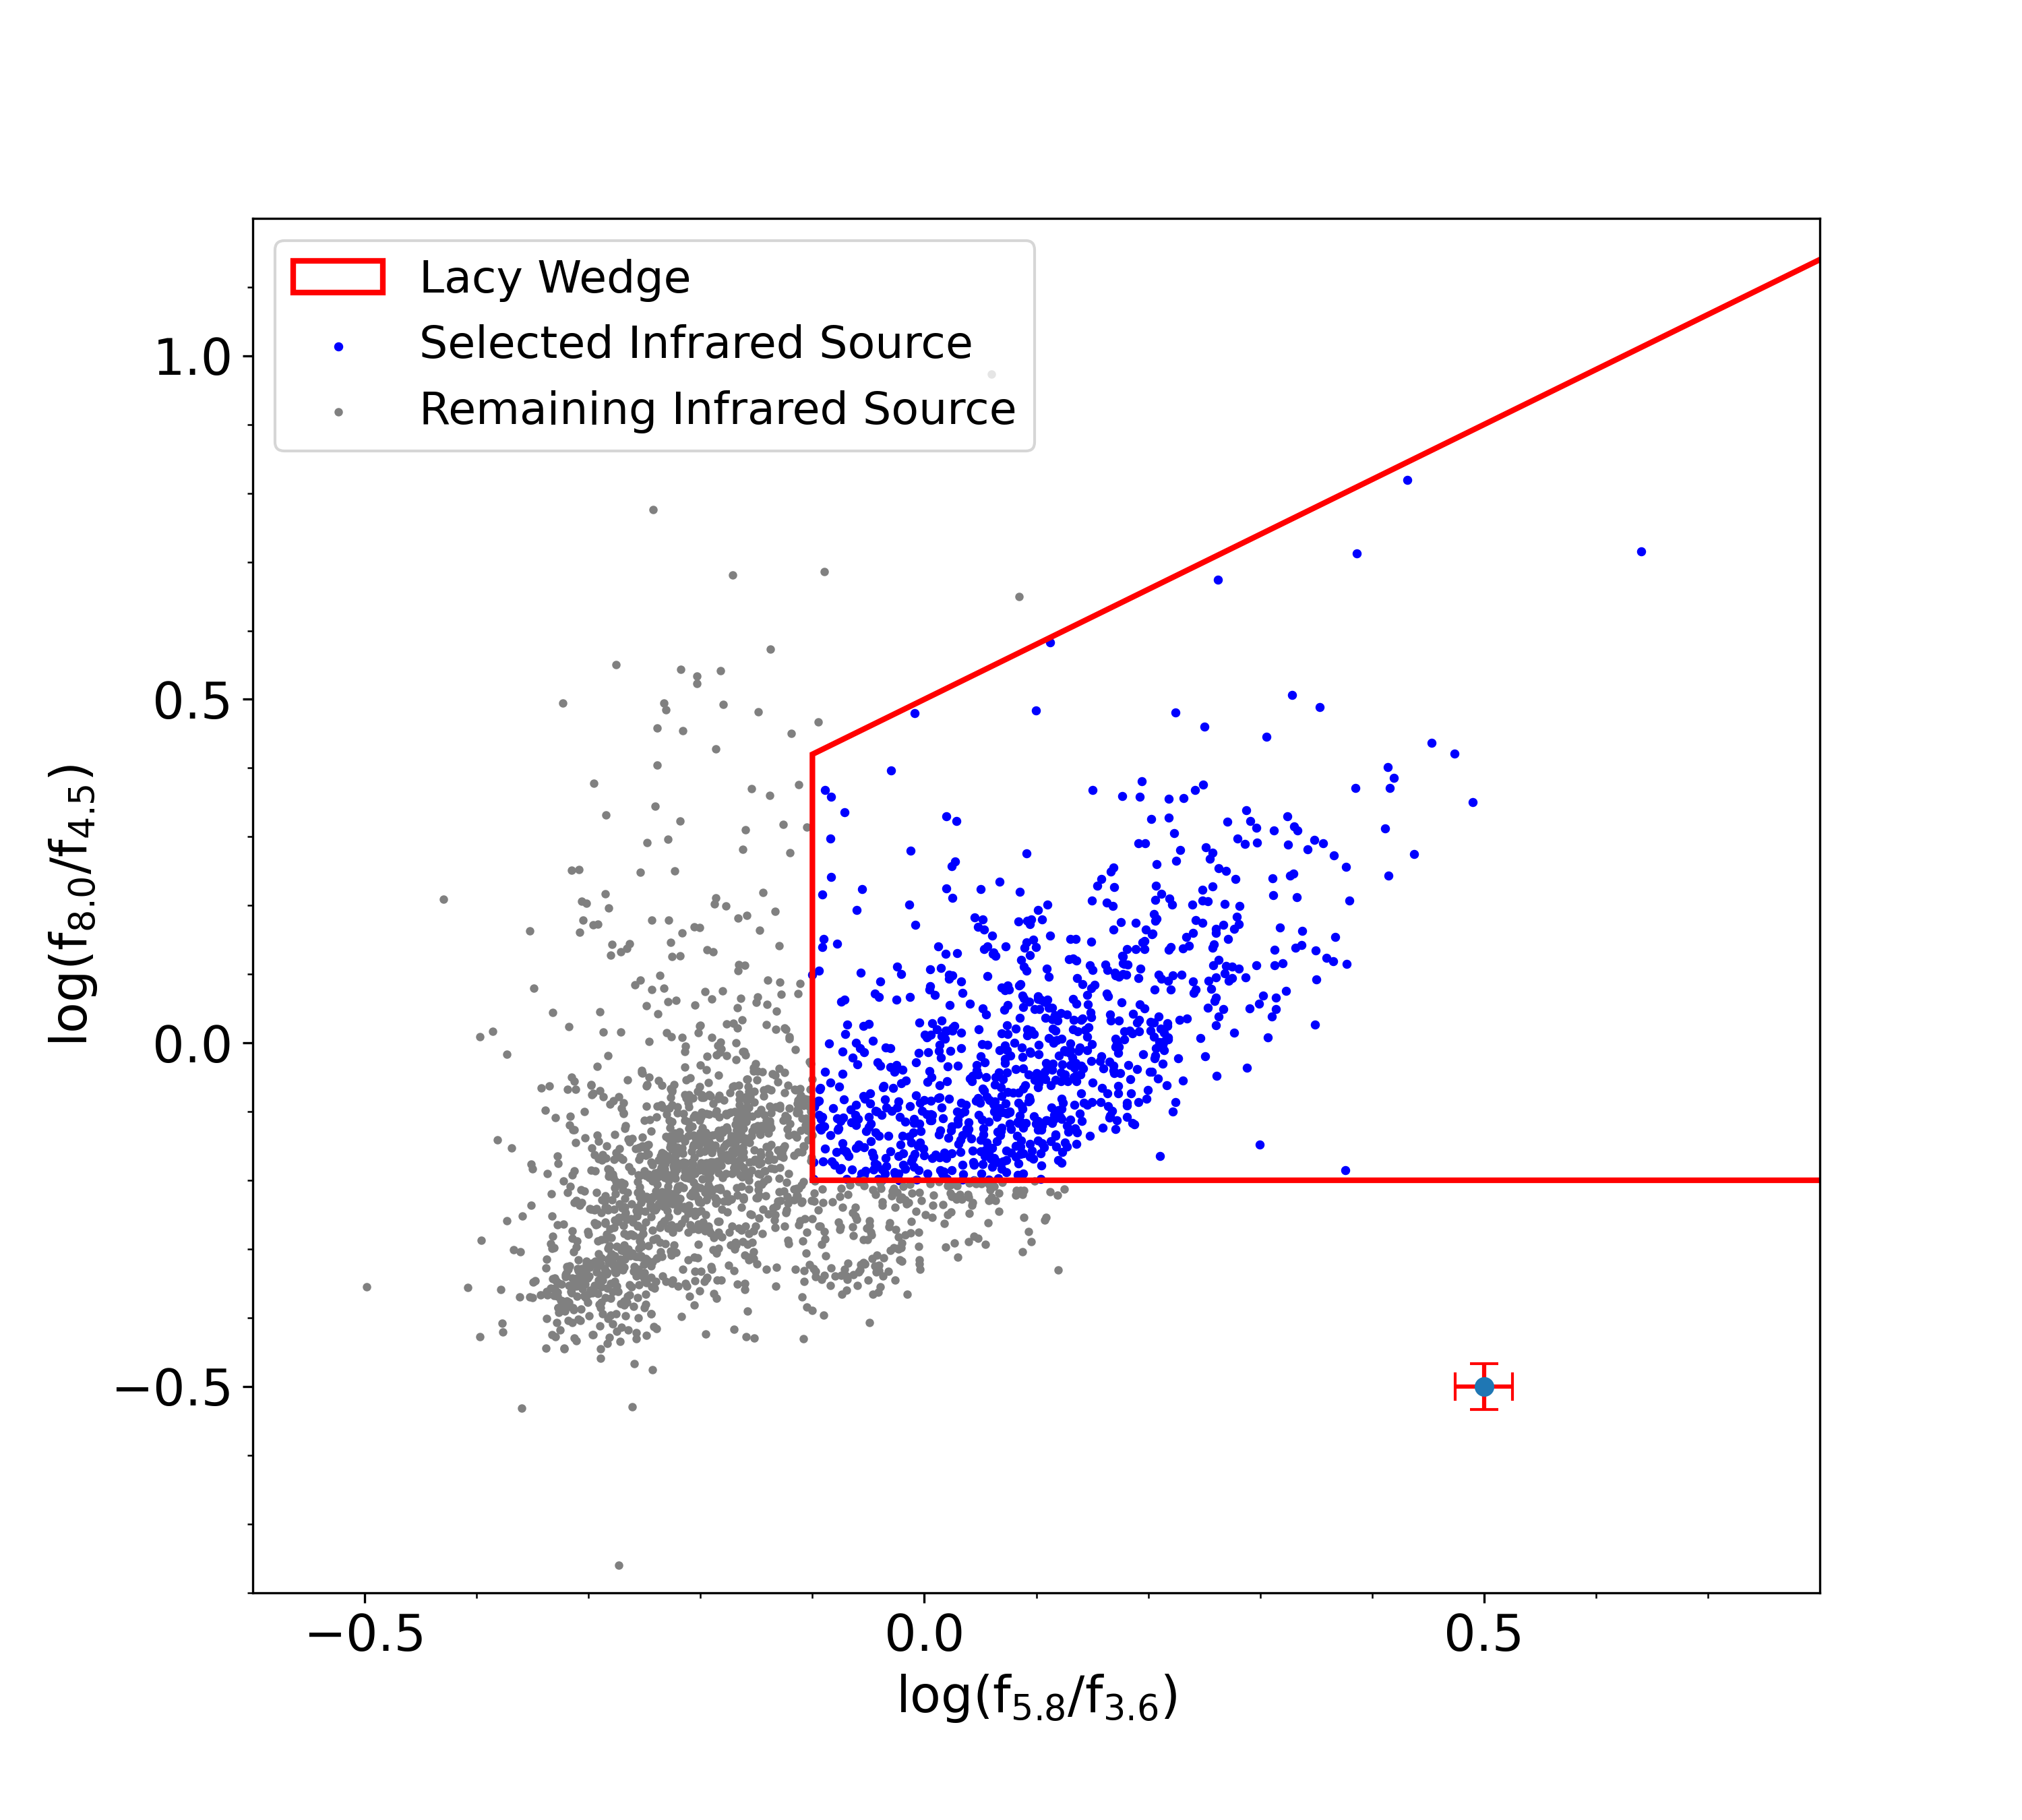 Lacy Wedge
Selected Infrared Source
Remaining Infrared Source
1.0
0.5
0.0
−0.5
log(f8.0/f4.5)
−0.5
0.0
0.5
log(f5.8/f3.6)